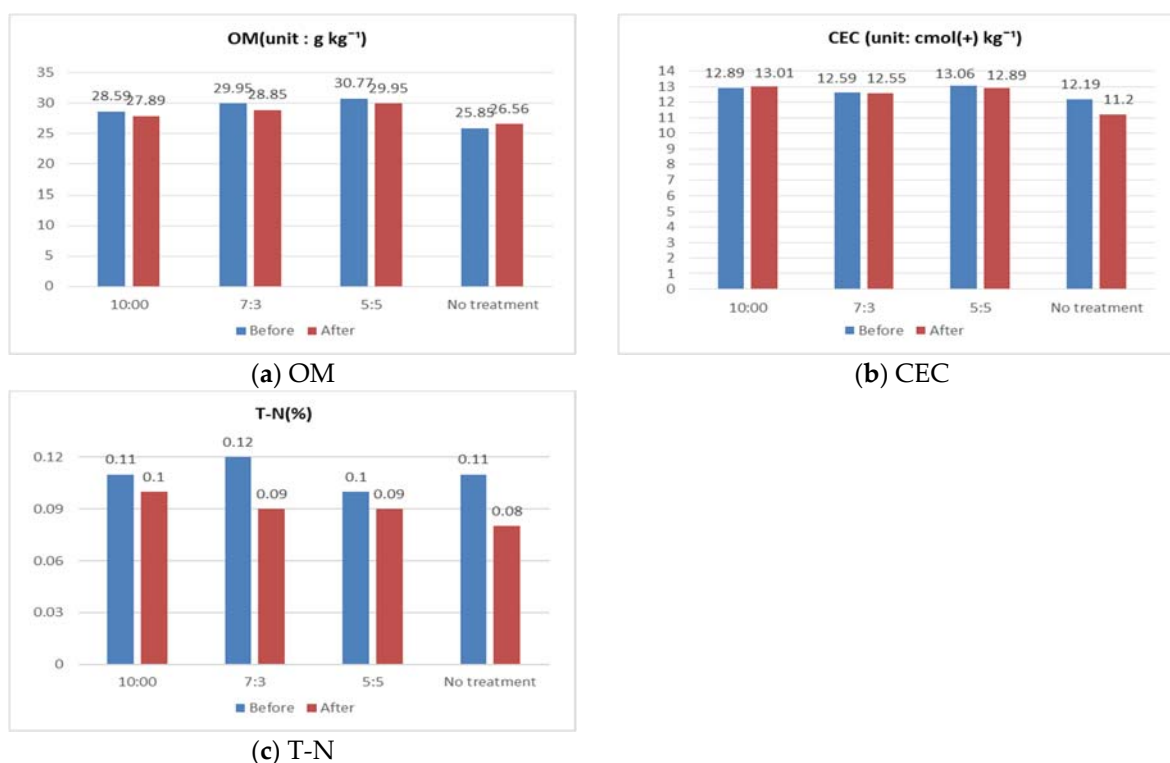 OM(unit : g kg⁻¹)
35
30
25
20
15
10
5
0
28.59 27.89 29.95 28.85 30.77 29.95 25.85 26.56
10:00 7:3 5:5 No treatment
Before After
(a) OM
CEC (unit: cmol(+) kg⁻¹)
14
13
12
11
10
9
8
7
6
5
4
3
2
1
0
12.89 13.01 12.59 12.55 13.06 12.89 12.19 11.2
10:00 7:3 5:5 No treatment
Before After
(b) CEC
T-N(%)
0.12
0.09
0.06
0.03
0
0.11 0.1 0.12 0.09 0.1 0.09 0.11 0.08
10:00 7:3 5:5 No treatment
Before After
(c) T-N